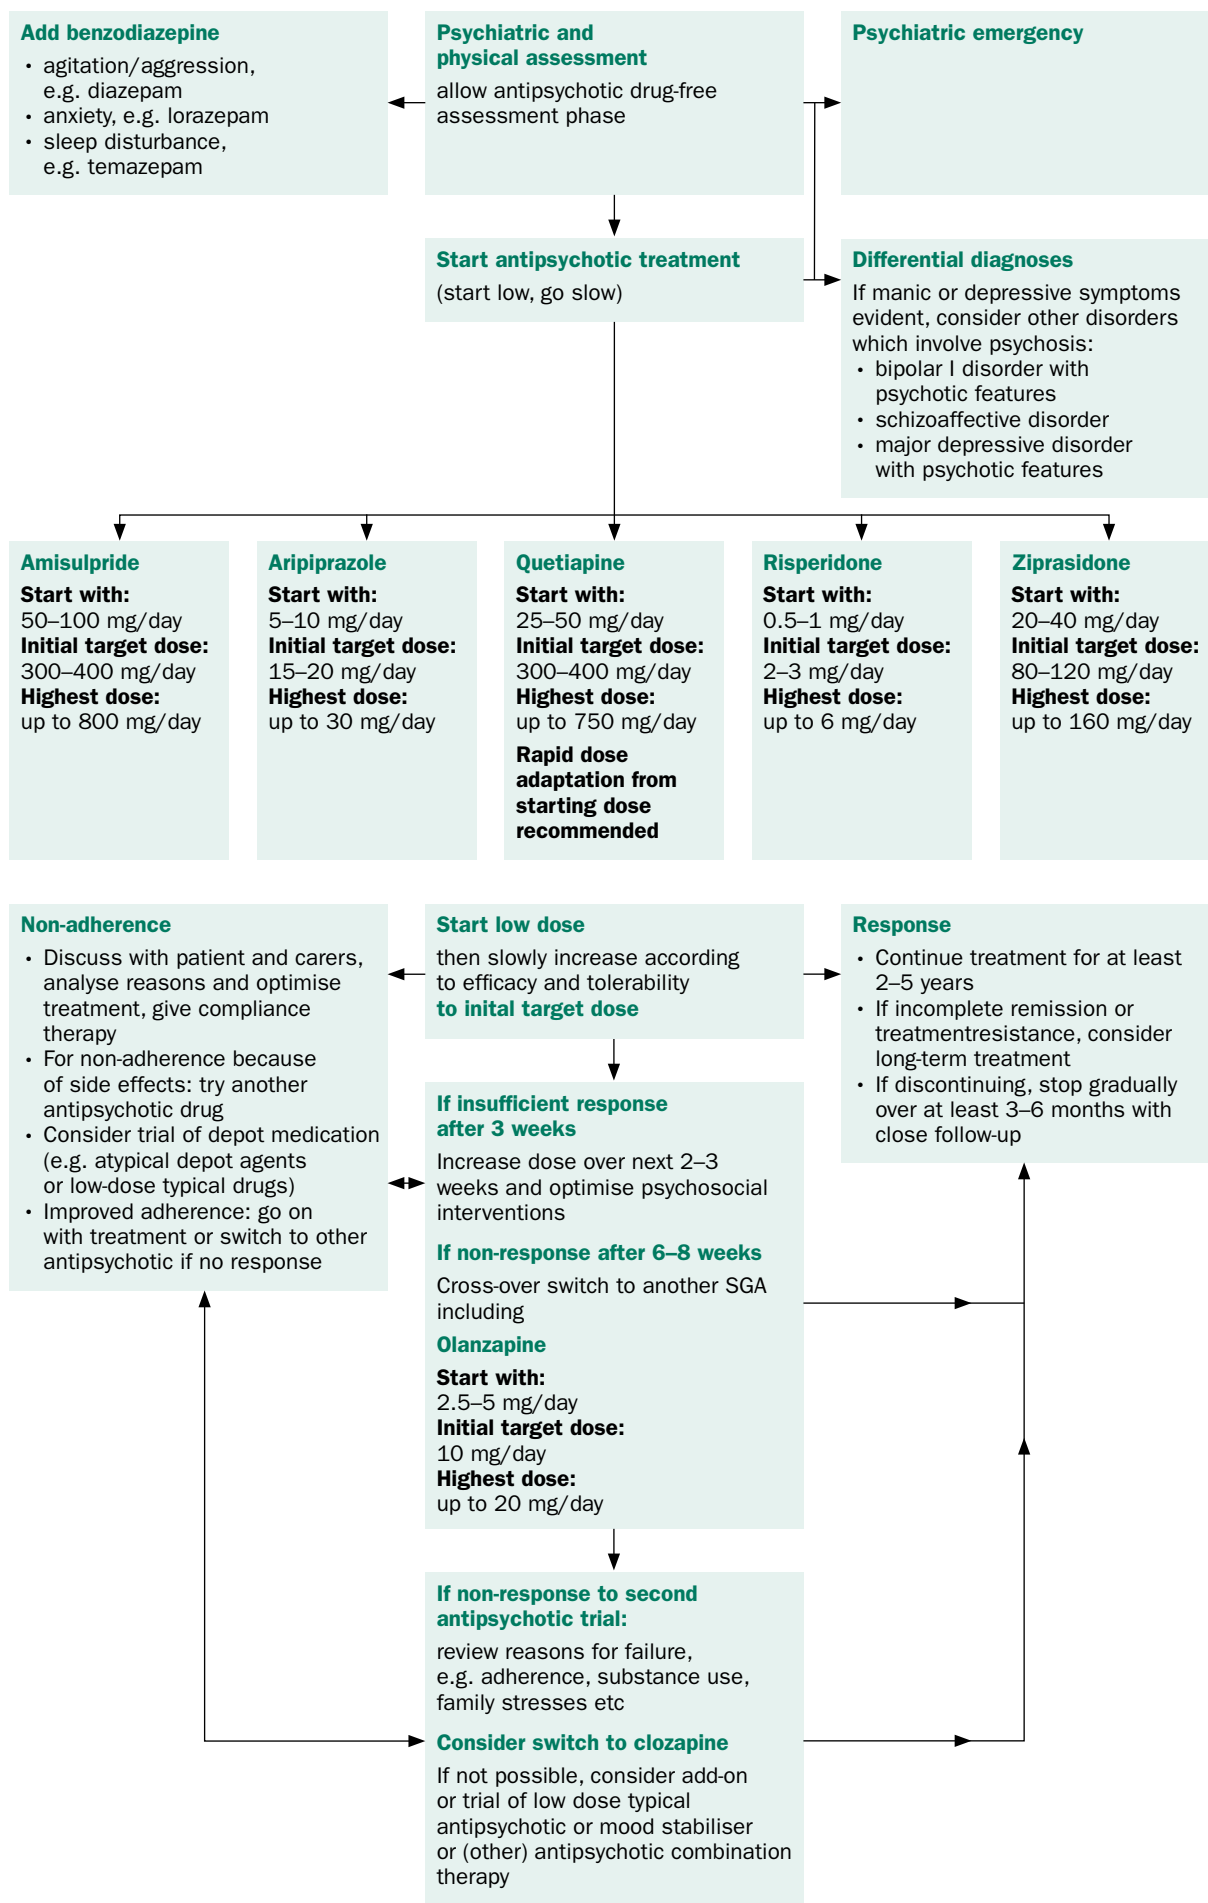 Add benzodiazepine
• agitation/aggression,
e.g. diazepam
• anxiety, e.g. lorazepam
• sleep disturbance,
e.g. temazepam
Psychiatric and
physical assessment
allow antipsychotic drug-free
assessment phase
Psychiatric emergency
Start antipsychotic treatment
(start low, go slow)
Differential diagnoses
If manic or depressive symptoms
evident, consider other disorders
which involve psychosis:
• bipolar I disorder with
psychotic features
• schizoaffective disorder
• major depressive disorder
with psychotic features
Amisulpride
Start with:
50–100 mg/day
Initial target dose:
300–400 mg/day
Highest dose:
up to 800 mg/day
Aripiprazole
Start with:
5–10 mg/day
Initial target dose:
15–20 mg/day
Highest dose:
up to 30 mg/day
Quetiapine
Start with:
25–50 mg/day
Initial target dose:
300–400 mg/day
Highest dose:
up to 750 mg/day
Rapid dose
adaptation from
starting dose
recommended
Risperidone
Start with:
0.5–1 mg/day
Initial target dose:
2–3 mg/day
Highest dose:
up to 6 mg/day
Ziprasidone
Start with:
20–40 mg/day
Initial target dose:
80–120 mg/day
Highest dose:
up to 160 mg/day
Non-adherence
• Discuss with patient and carers,
analyse reasons and optimise
treatment, give compliance
therapy
• For non-adherence because
of side effects: try another
antipsychotic drug
• Consider trial of depot medication
(e.g. atypical depot agents
or low-dose typical drugs)
• Improved adherence: go on
with treatment or switch to other
antipsychotic if no response
Start low dose
then slowly increase according
to efficacy and tolerability
to inital target dose
Response
• Continue treatment for at least
2–5 years
• If incomplete remission or
treatmentresistance, consider
long-term treatment
• If discontinuing, stop gradually
over at least 3–6 months with
close follow-up
If insufficient response
after 3 weeks
Increase dose over next 2–3
weeks and optimise psychosocial
interventions
If non-response after 6–8 weeks
Cross-over switch to another SGA
including
Olanzapine
Start with:
2.5–5 mg/day
Initial target dose:
10 mg/day
Highest dose:
up to 20 mg/day
If non-response to second
antipsychotic trial:
review reasons for failure,
e.g. adherence, substance use,
family stresses etc
Consider switch to clozapine
If not possible, consider add-on
or trial of low dose typical
antipsychotic or mood stabiliser
or (other) antipsychotic combination
therapy